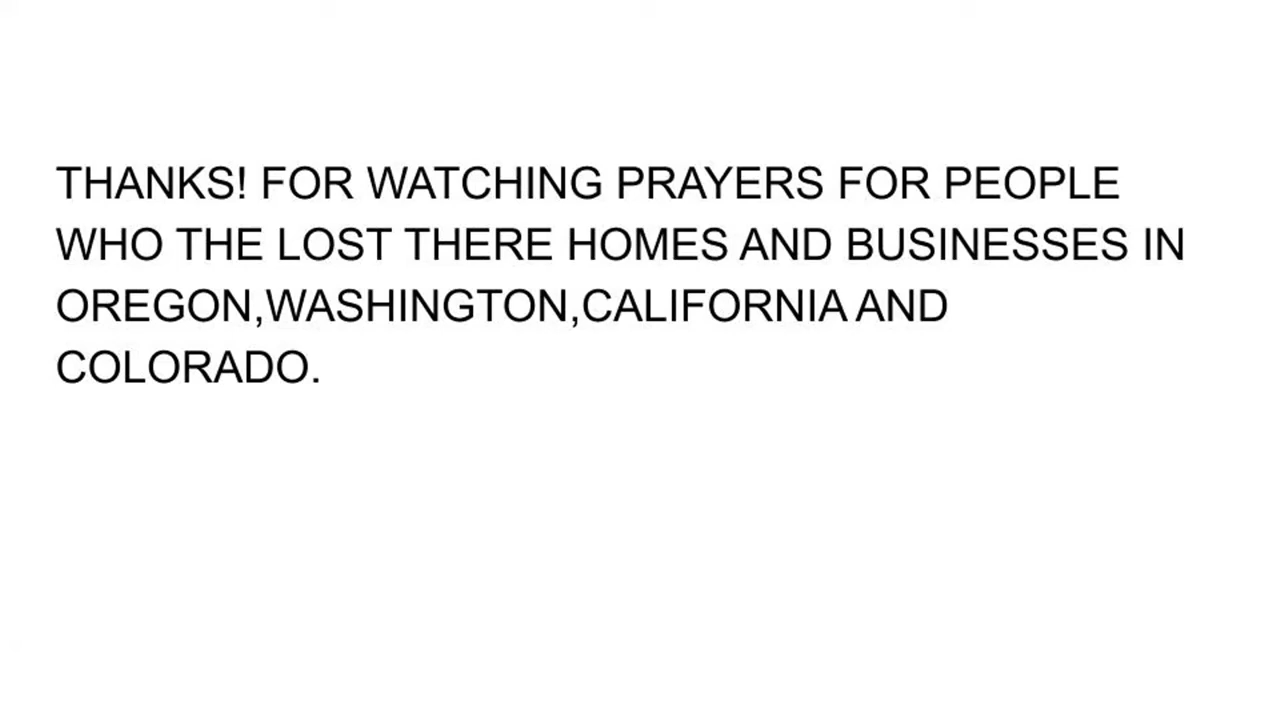 THANKS! FOR WATCHING PRAYERS FOR PEOPLE
WHO THE LOST THERE HOMES AND BUSINESSES IN
OREGON,WASHINGTON,CALIFORNIA AND
COLORADO.